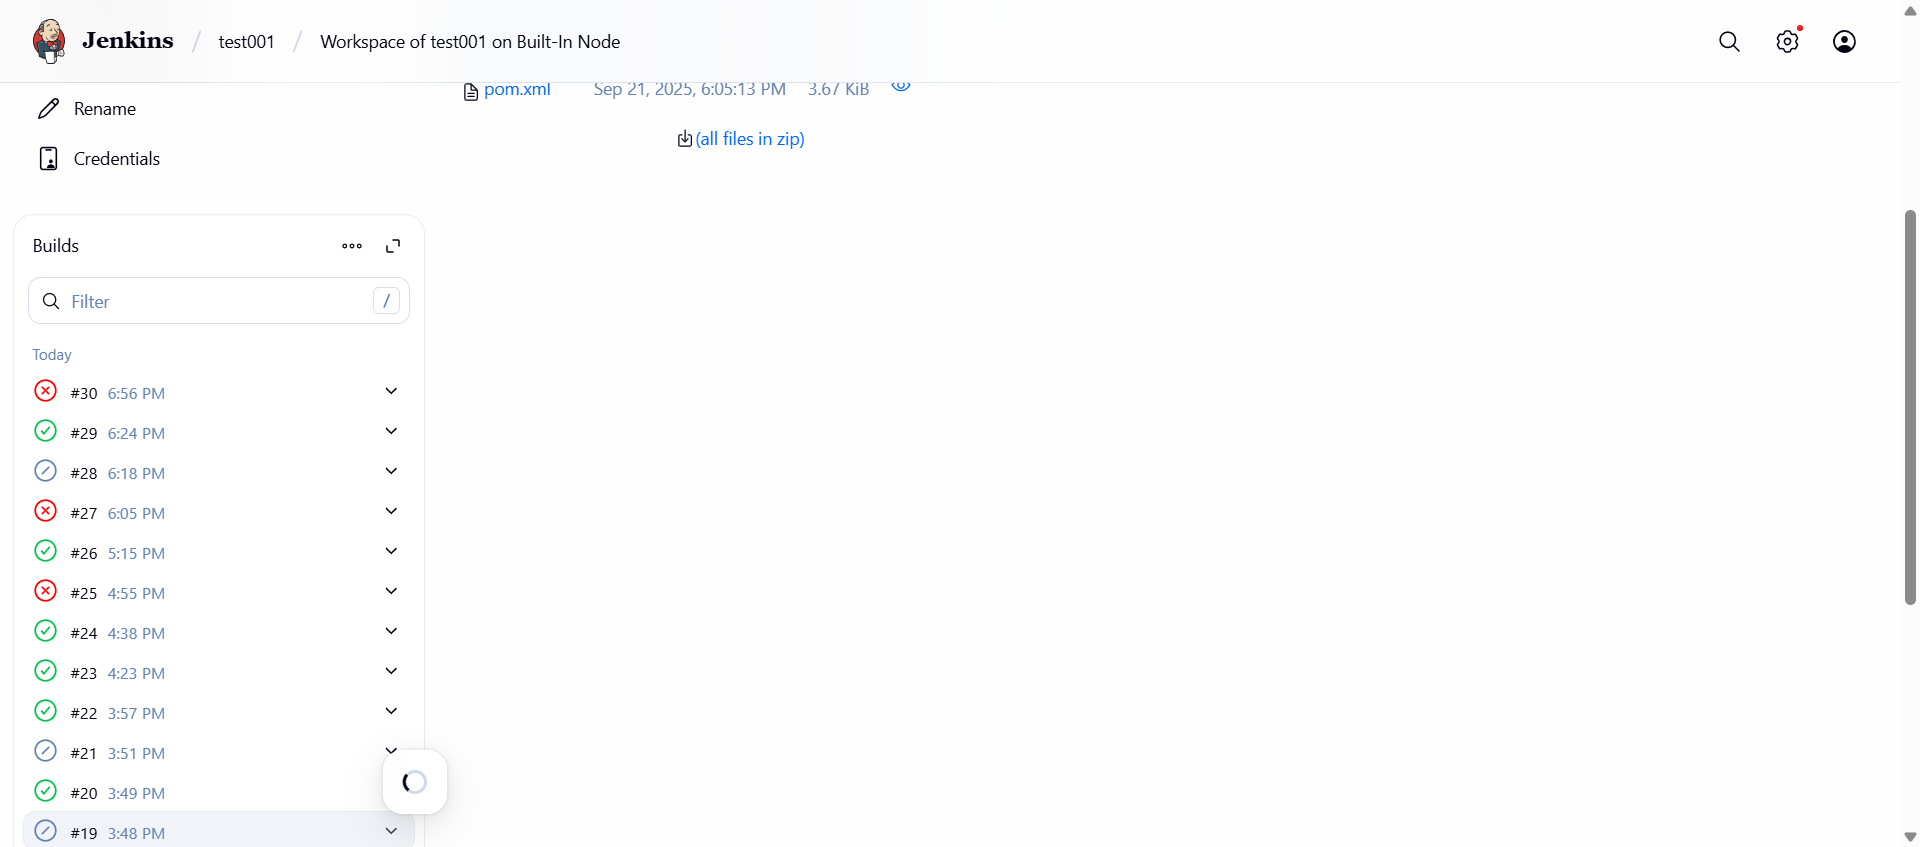 Jenkins / test001 / Workspace of test001 on Built-In Node
pom.xml Sep 21, 2025, 6:05:13 PM 3.67 KiB
(all files in zip)
Rename
Credentials
Builds
Filter /
Today
#30 6:56 PM
#29 6:24 PM
#28 6:18 PM
#27 6:05 PM
#26 5:15 PM
#25 4:55 PM
#24 4:38 PM
#23 4:23 PM
#22 3:57 PM
#21 3:51 PM
#20 3:49 PM
#19 3:48 PM